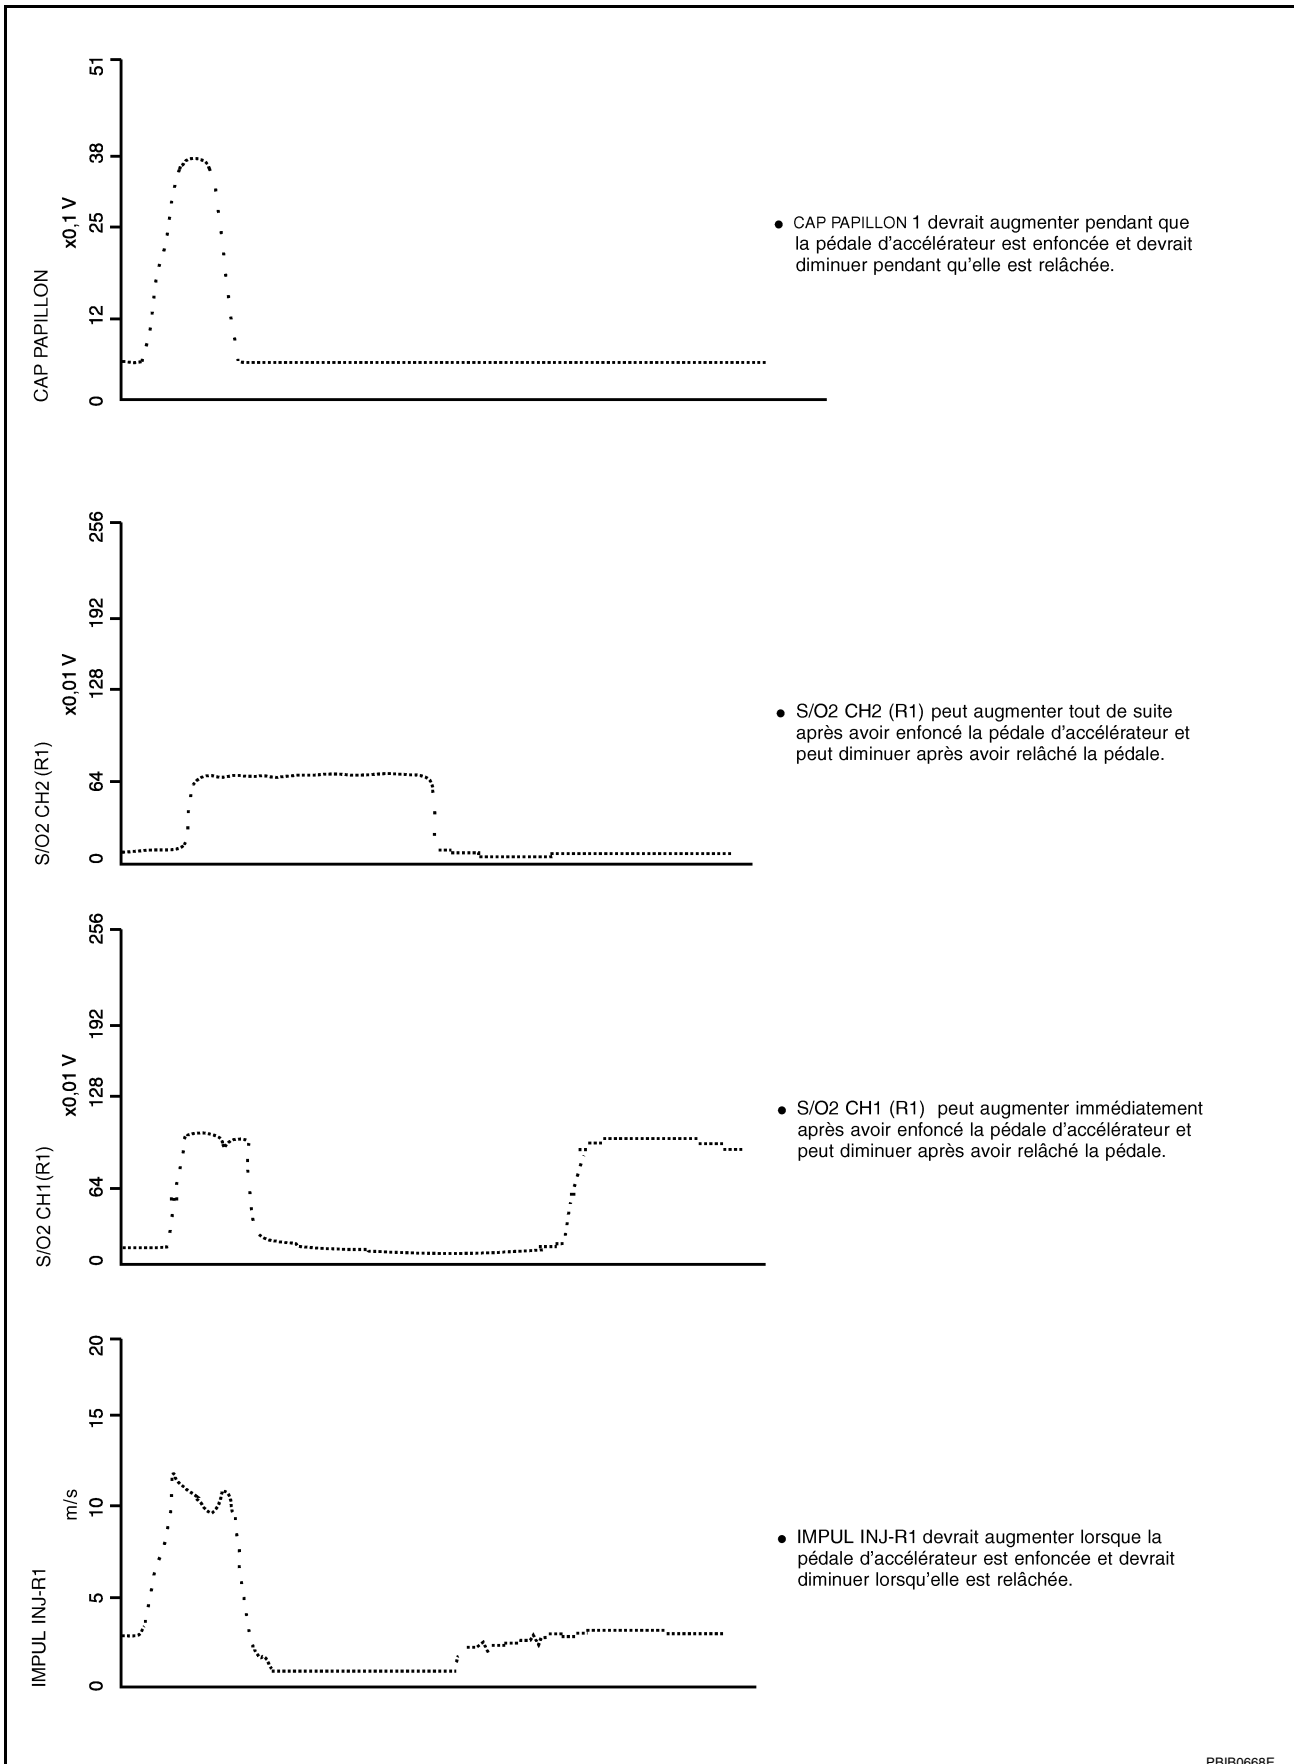 51
38
25
12
0
x0,1 V
CAP PAPILLON
● CAP PAPILLON 1 devrait augmenter pendant que
la pédale d'accélérateur est enfoncée et devrait
diminuer pendant qu'elle est relâchée.
256
192
128
64
0
x0,01 V
S/O2 CH2 (R1)
● S/O2 CH2 (R1) peut augmenter tout de suite
après avoir enfoncé la pédale d'accélérateur et
peut diminuer après avoir relâché la pédale.
256
192
128
64
0
x0,01 V
S/O2 CH1(R1)
● S/O2 CH1 (R1) peut augmenter immédiatement
après avoir enfoncé la pédale d'accélérateur et
peut diminuer après avoir relâché la pédale.
20
15
10
5
0
m/s
IMPUL INJ-R1
● IMPUL INJ-R1 devrait augmenter lorsque la
pédale d'accélérateur est enfoncée et devrait
diminuer lorsqu'elle est relâchée.